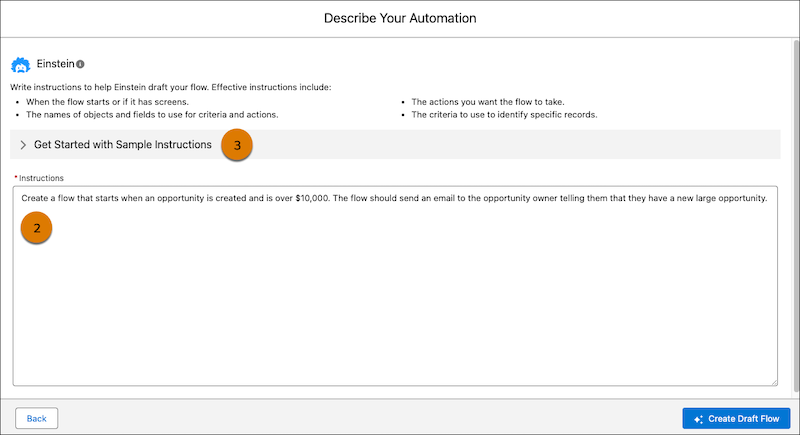 Describe Your Automation
Einstein
Write instructions to help Einstein draft your flow. Effective instructions include:
• When the flow starts or if it has screens.
• The names of objects and fields to use for criteria and actions.
• The actions you want the flow to take.
• The criteria to use to identify specific records.
Get Started with Sample Instructions
3
*Instructions
Create a flow that starts when an opportunity is created and is over $10,000. The flow should send an email to the opportunity owner telling them that they have a new large opportunity.
2
Back
Create Draft Flow